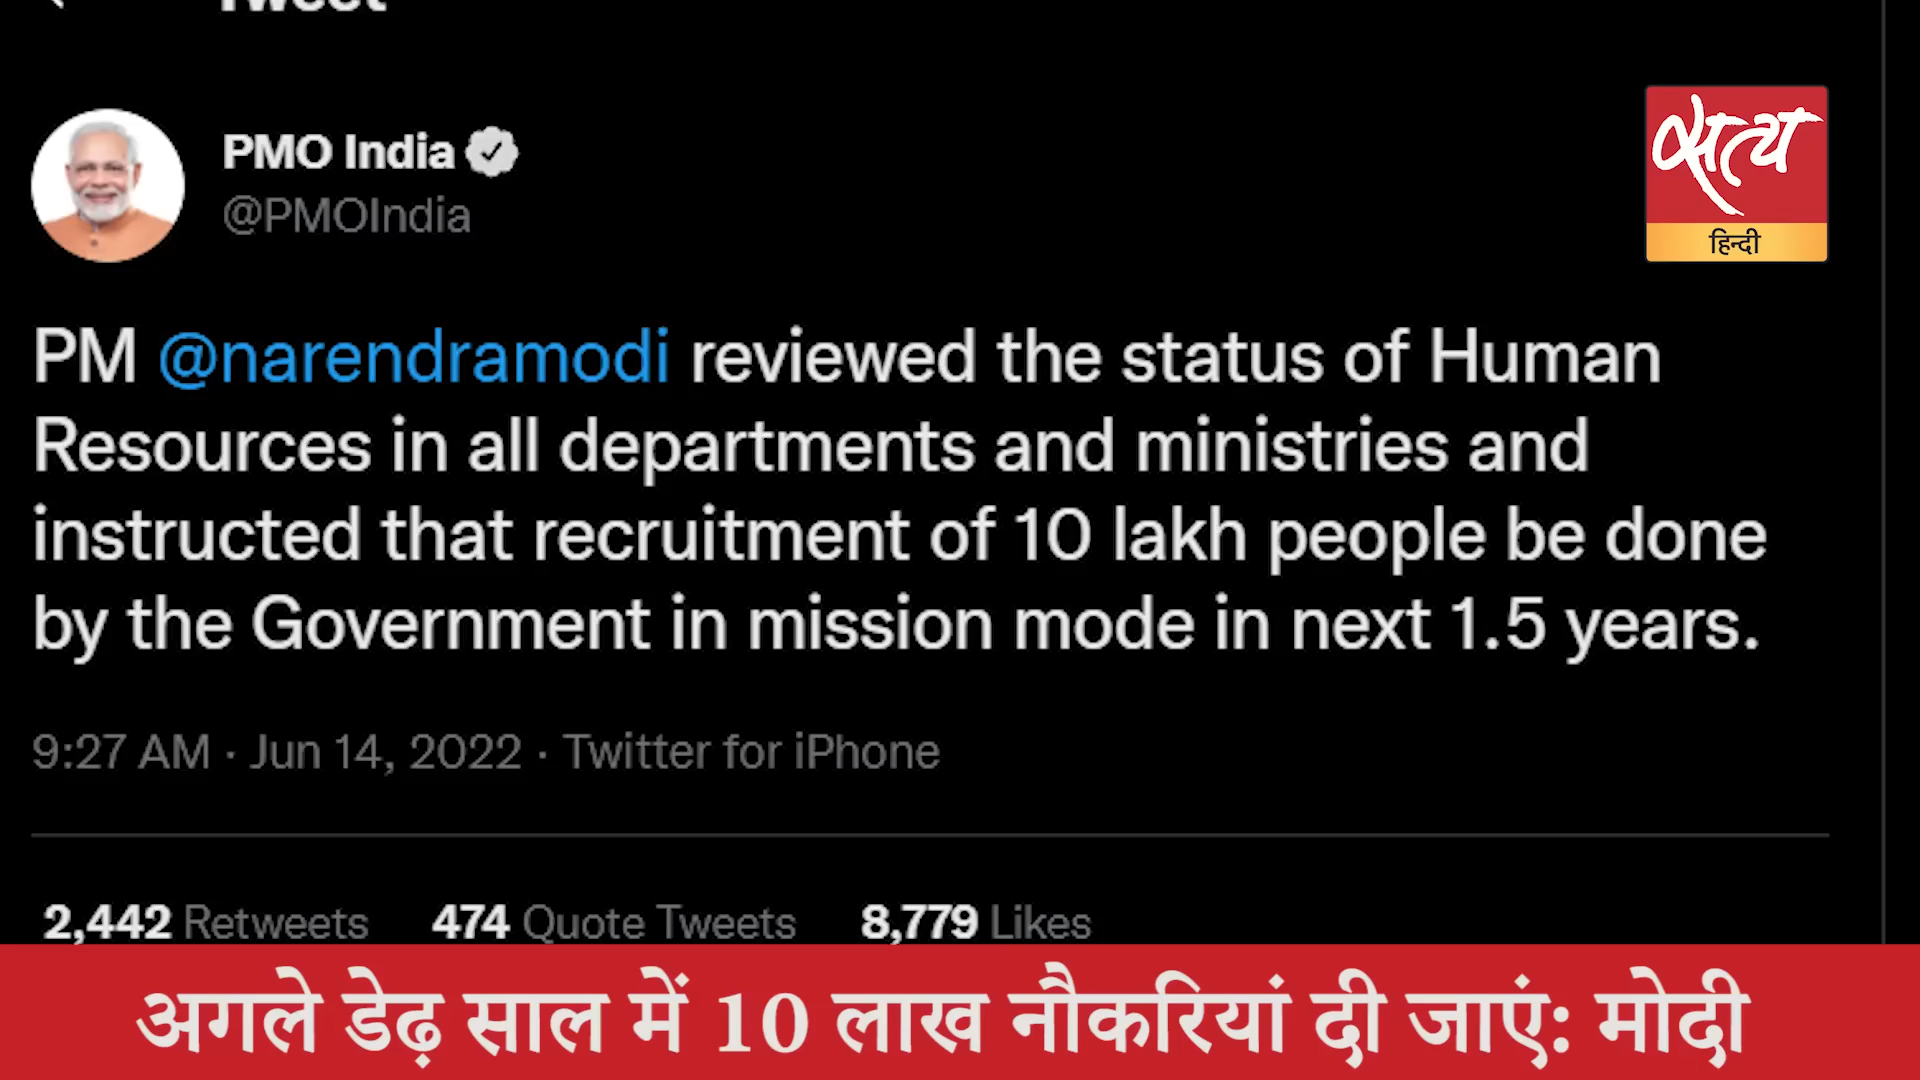 Tweet
PMO India
@PMOIndia
सत्य
हिन्दी
PM @narendramodi reviewed the status of Human
Resources in all departments and ministries and
instructed that recruitment of 10 lakh people be done
by the Government in mission mode in next 1.5 years.
9:27 AM · Jun 14, 2022 · Twitter for iPhone
2,442 Retweets 474 Quote Tweets 8,779 Likes
अगले डेढ़ साल में 10 लाख नौकरियां दी जाएं: मोदी